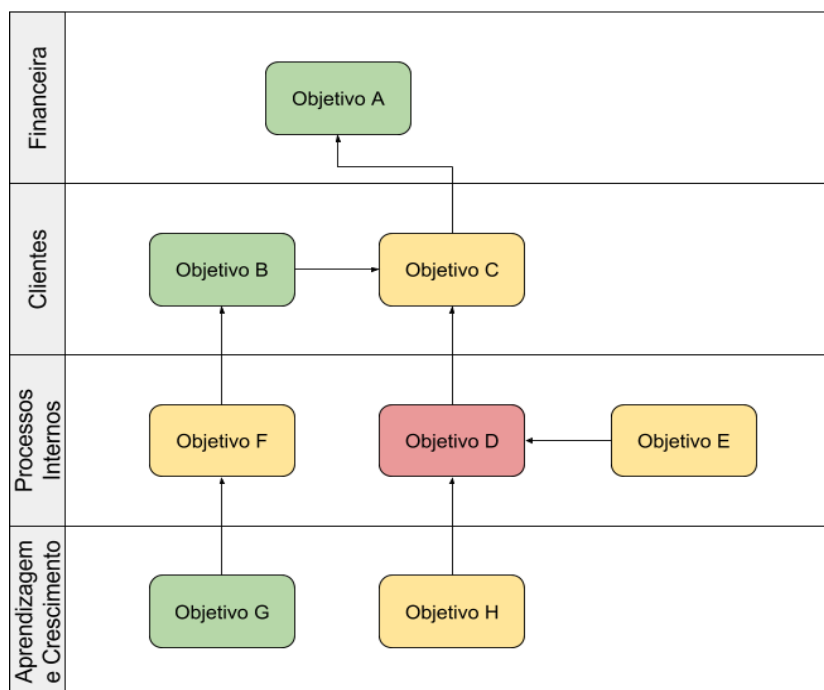 Financeira
Objetivo A
Clientes
Objetivo B
Objetivo C
Processos
Internos
Objetivo F
Objetivo D
Objetivo E
Aprendizagem
e Crescimento
Objetivo G
Objetivo H